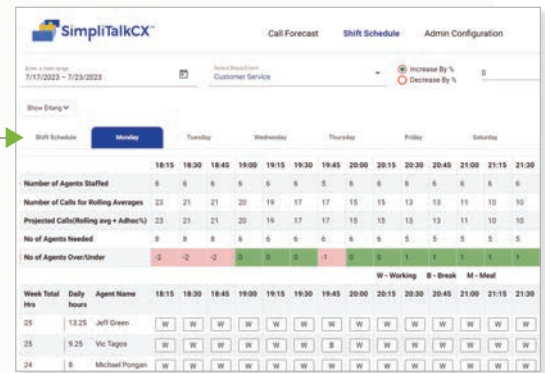 SimpliTalkCX
Call Forecast Shift Schedule Admin Configuration
Enter a date range
7/17/2023 – 7/23/2023
Select Department
Customer Service
Increase By %
Decrease By %
0
Show Erlang
Shift Schedule Monday Tuesday Wednesday Thursday Friday Saturday
18:15 18:30 18:45 19:00 19:15 19:30 19:45 20:00 20:15 20:30 20:45 21:00 21:15 21:30
Number of Agents Staffed 6 6 6 6 6 6 5 6 6 6 6 6 6 6
Number of Calls for Rolling Averages 23 21 21 20 19 17 17 15 15 13 13 11 10 10
Projected Calls(Rolling avg + Adhoc%) 23 21 21 20 19 17 17 15 15 13 13 11 10 10
No of Agents Needed 8 8 8 6 6 6 6 6 6 5 5 5 5 5
No of Agents Over/Under -2 -2 -2 0 0 0 -1 0 0 1 1 1 1 1
W - Working B - Break M - Meal
Week Total Hrs Daily hours Agent Name 18:15 18:30 18:45 19:00 19:15 19:30 19:45 20:00 20:15 20:30 20:45 21:00 21:15 21:30
25 13.25 Jeff Green W W W W W W W W W W W W W W
25 9.25 Vic Tagos W W W W W W B W W W W W W W
24 8 Michael Pongan W W W W W W W W W W W W W W